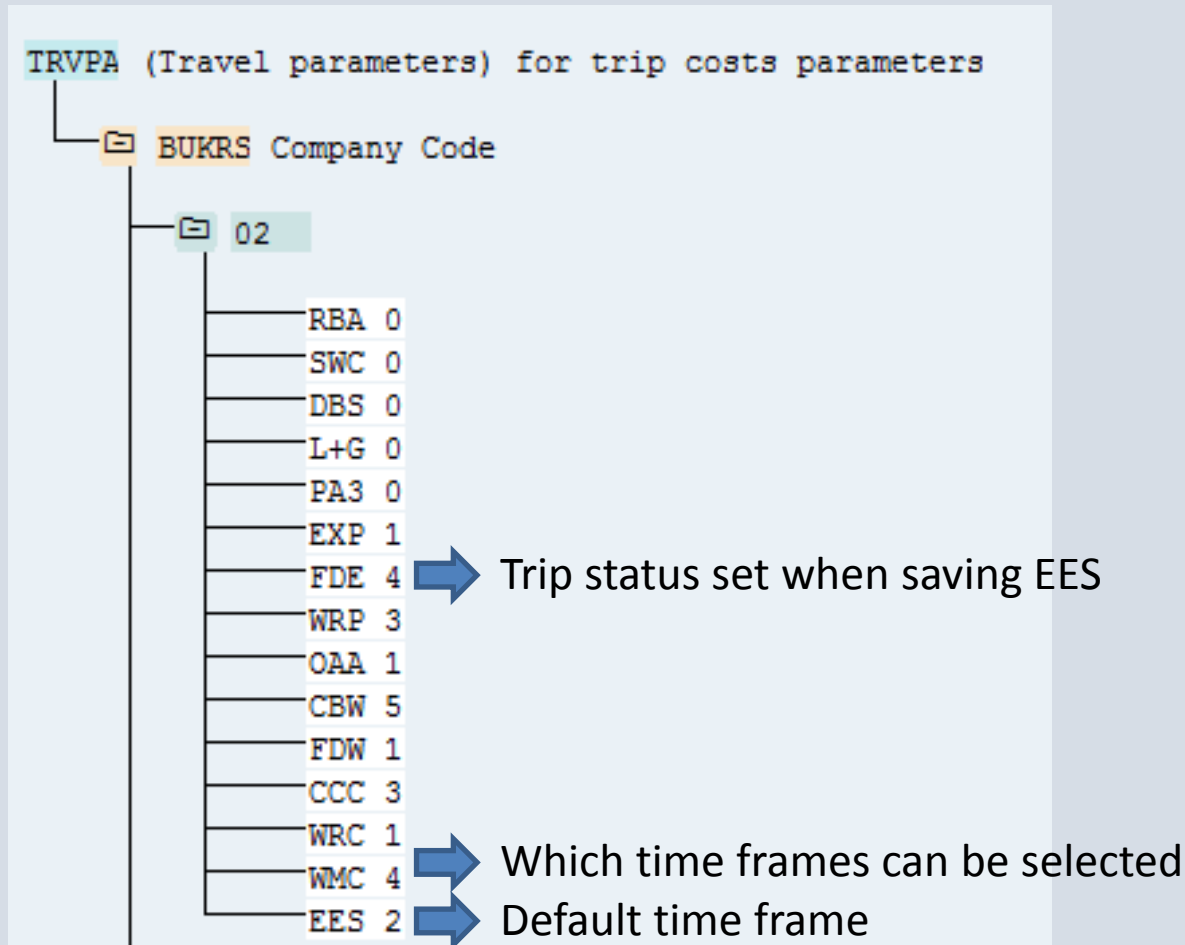 TRVPA (Travel parameters) for trip costs parameters
BUKRS Company Code
02
RBA 0
SWC 0
DBS 0
L+G 0
PA3 0
EXP 1
FDE 4 Trip status set when saving EES
WRP 3
OAA 1
CBW 5
FDW 1
CCC 3
WRC 1
WMC 4 Which time frames can be selected
EES 2 Default time frame